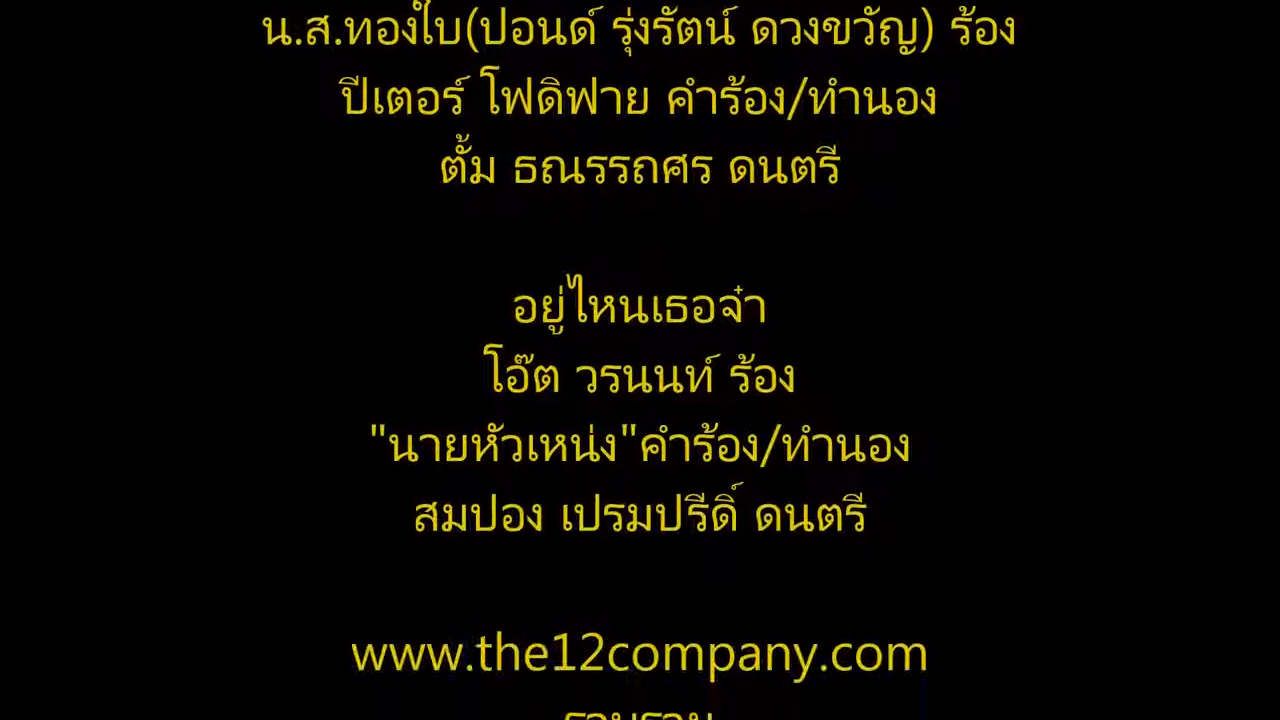 น.ส.ทองใบ(ปอนด์ รุ่งรัตน์ ดวงขวัญ) ร้อง
ปีเตอร์ โฟดิฟาย คำร้อง/ทำนอง
ตั้ม ธณรรถศร ดนตรี
อยู่ไหนเธอจ๋า
โอ๊ต วรนนท์ ร้อง
"นายหัวเหน่ง"คำร้อง/ทำนอง
สมปอง เปรมปรีดิ์ ดนตรี
www.the12company.com